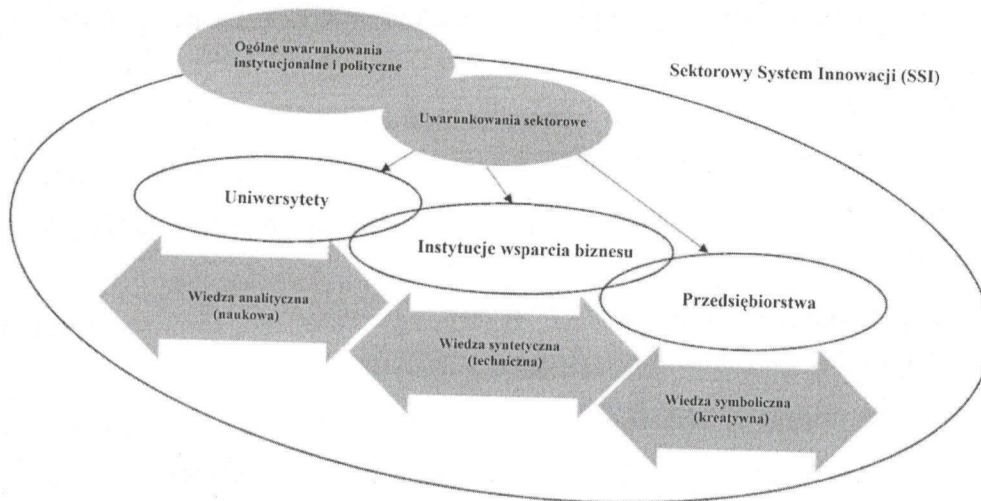 Ogólne uwarunkowania
instytucjonalne i polityczne
Sektorowy System Innowacji (SSI)
Uwarunkowania sektorowe
Uniwersytety
Instytucje wsparcia biznesu
Przedsiębiorstwa
Wiedza analityczna
(naukowa)
Wiedza syntetyczna
(techniczna)
Wiedza symboliczna
(kreatywna)